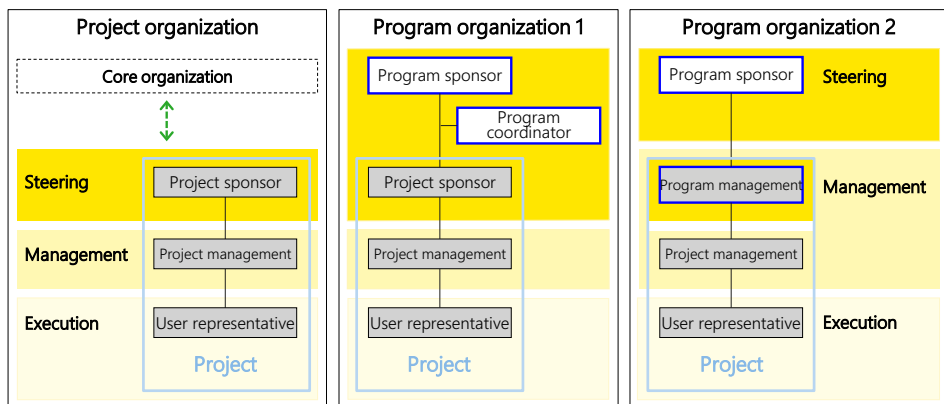 Project organization
Core organization
Steering
Project sponsor
Management
Project management
Execution
User representative
Project
Program organization 1
Program sponsor
Program
coordinator
Project sponsor
Project management
User representative
Program organization 2
Program sponsor
Steering
Program management
Management
Project management
User representative
Execution
Project